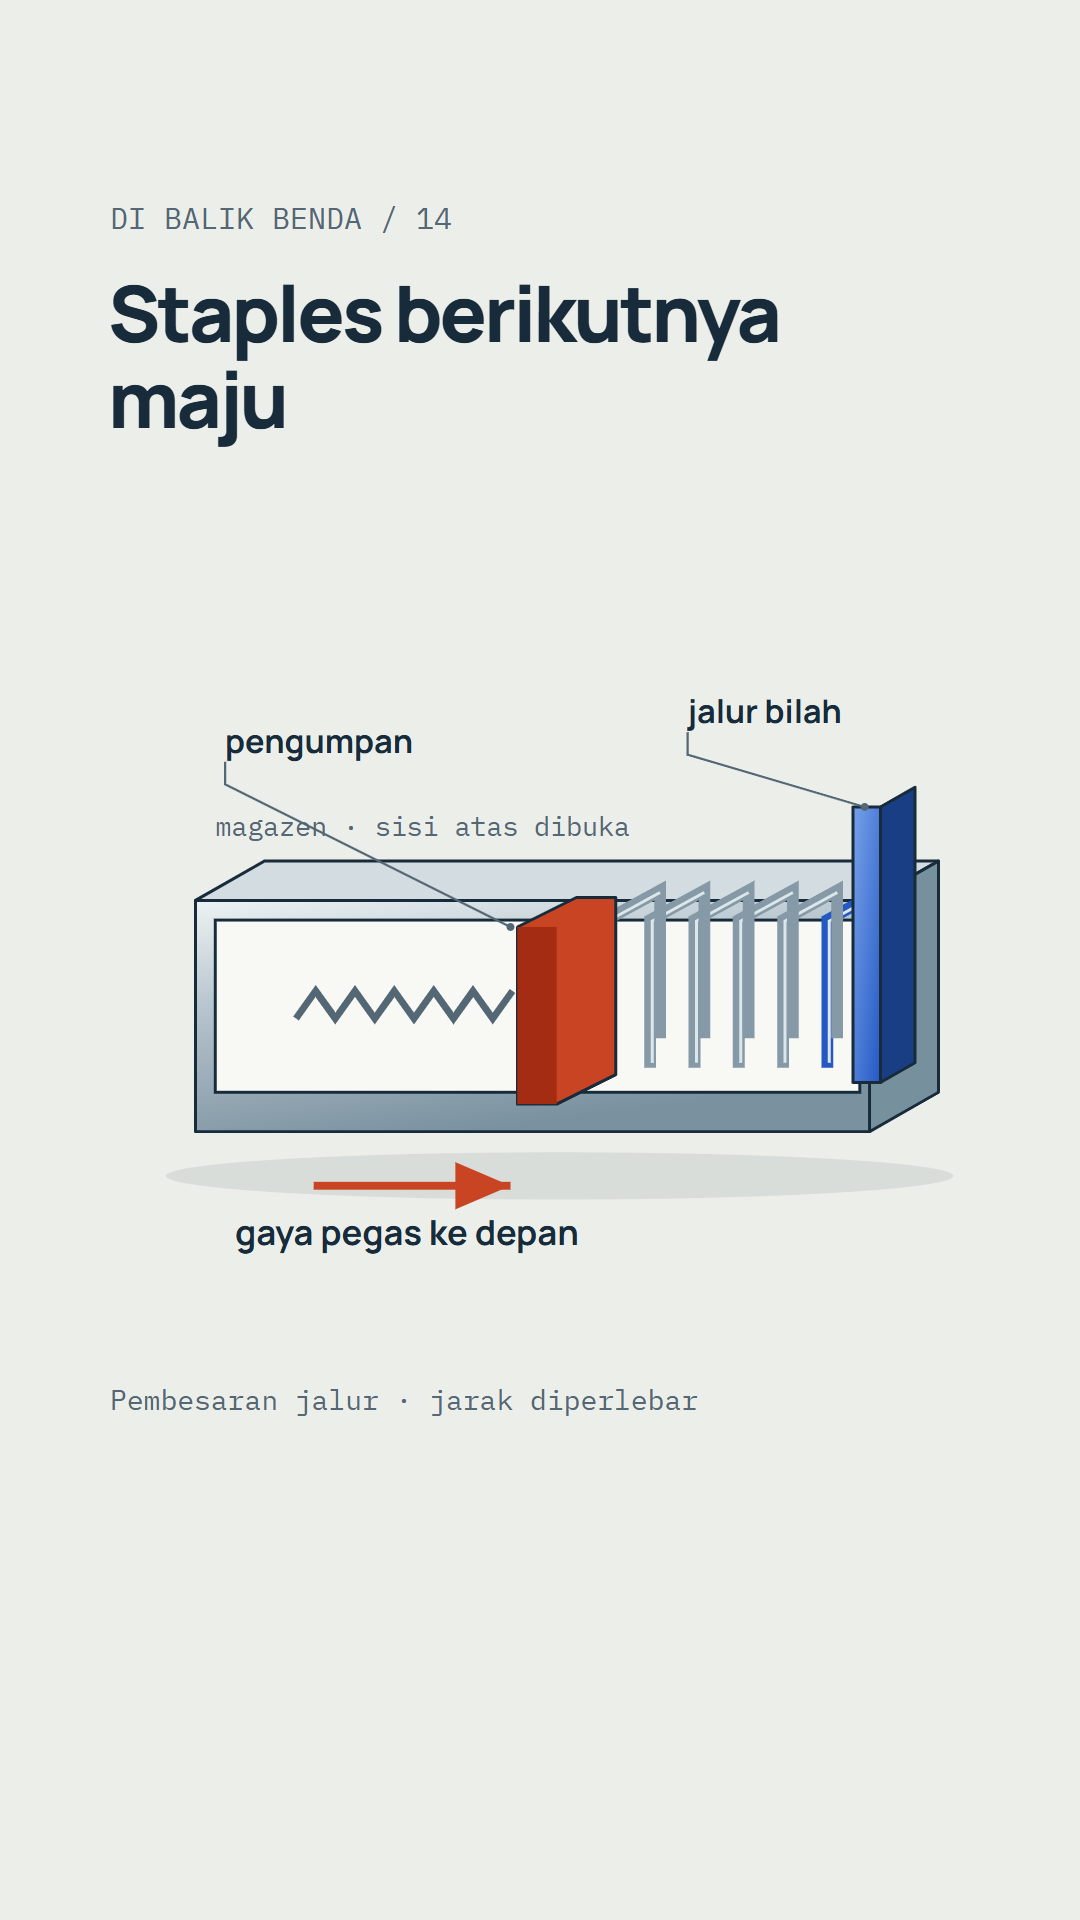 DI BALIK BENDA / 14
Staples berikutnya
maju
jalur bilah
pengumpan
magazen · sisi atas dibuka
gaya pegas ke depan
Pembesaran jalur · jarak diperlebar